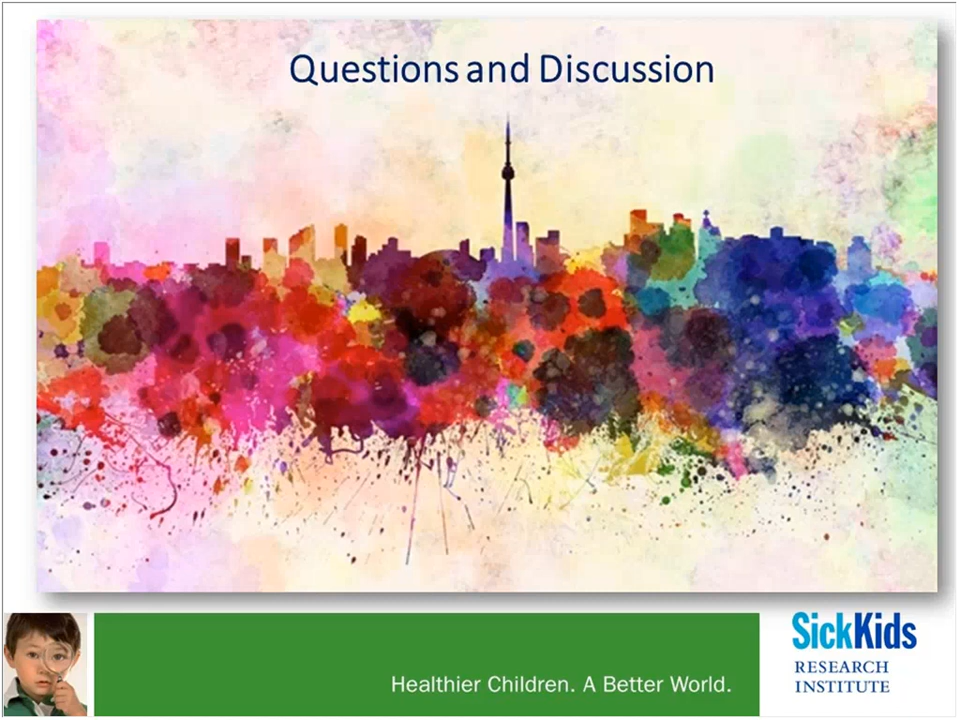 Questions and Discussion
Healthier Children. A Better World.
SickKids
RESEARCH
INSTITUTE